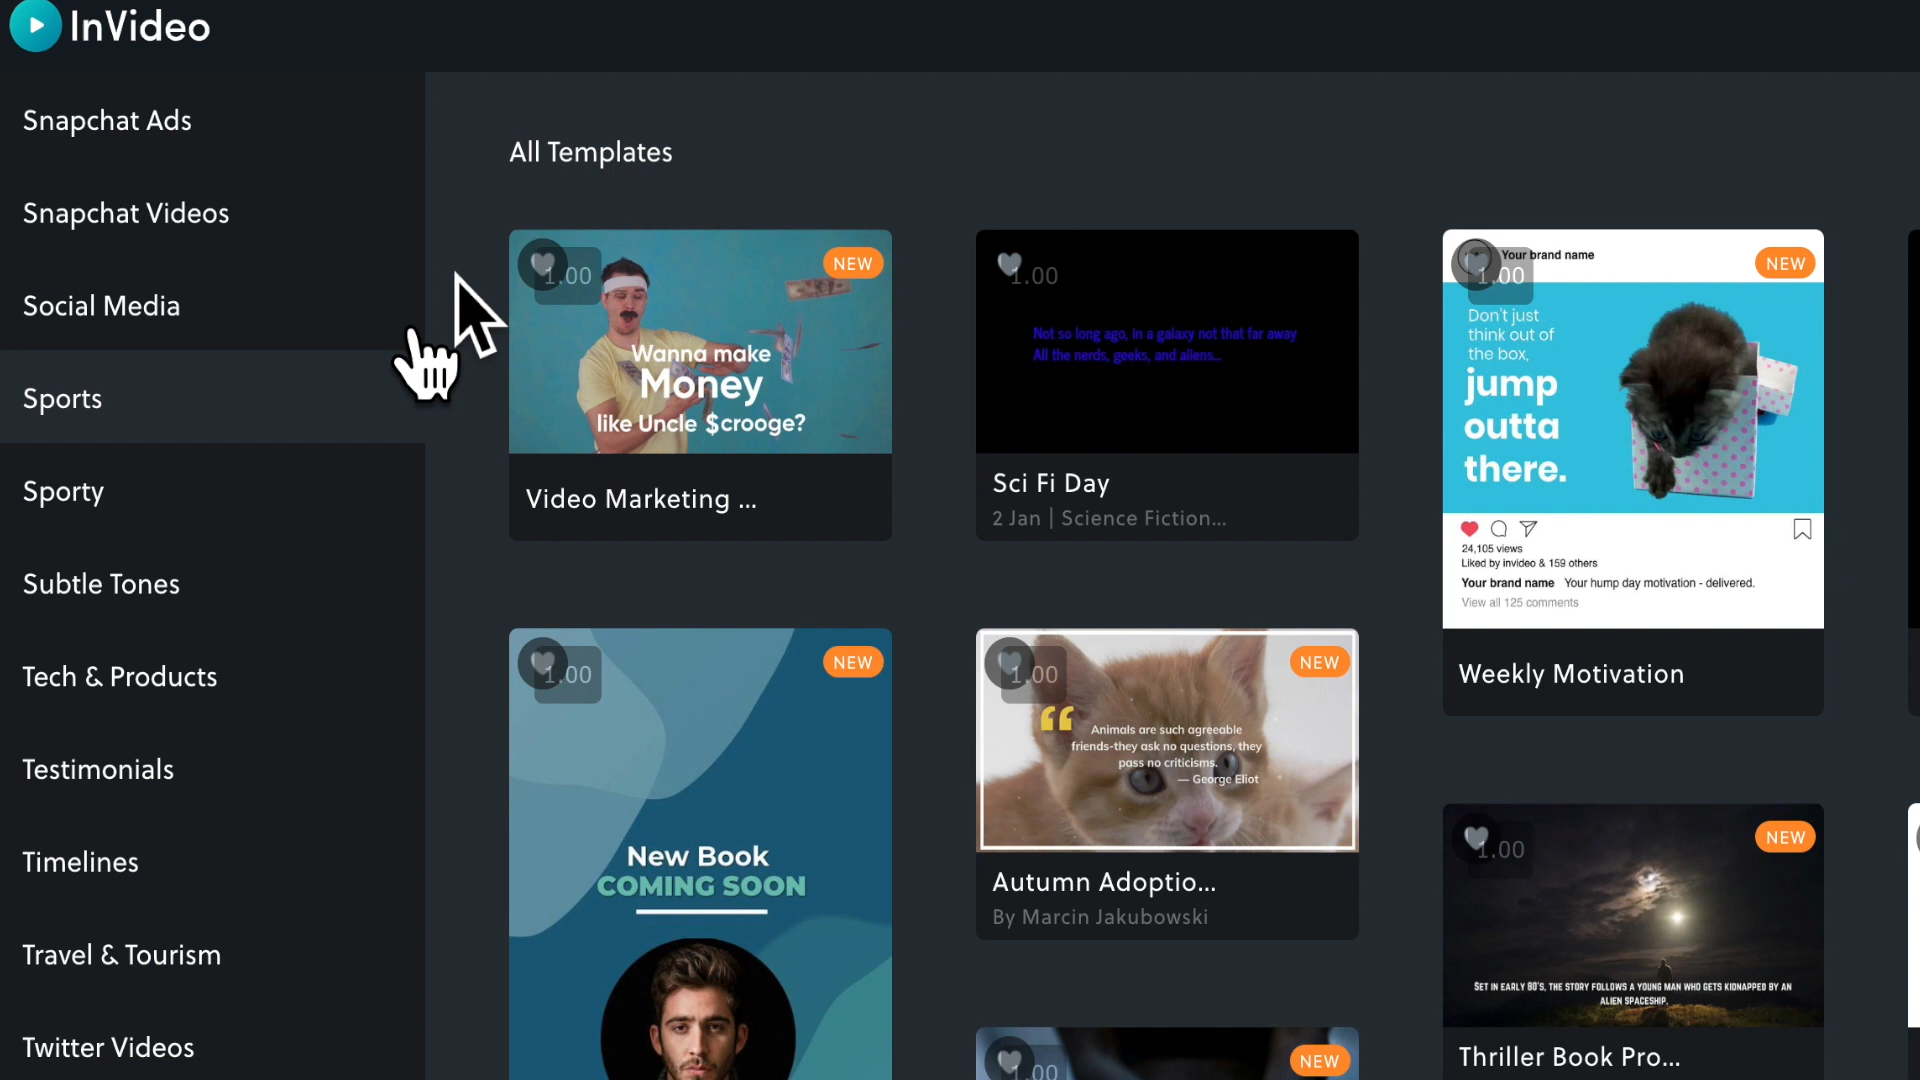 InVideo
Snapchat Ads
Snapchat Videos
Social Media
Sports
Sporty
Subtle Tones
Tech & Products
Testimonials
Timelines
Travel & Tourism
Twitter Videos
All Templates
1.00
NEW
Wanna make
Money
like Uncle $crooge?
Video Marketing ...
1.00
Not so long ago, in a galaxy not that far away
All the nerds, geeks, and aliens...
Sci Fi Day
2 Jan | Science Fiction...
Your brand name
1.00
NEW
Don't just
think out of
the box,
jump
outta
there.
24,105 views
Liked by invideo & 159 others
Your brand name Your hump day motivation - delivered.
View all 125 comments
Weekly Motivation
1.00
NEW
New Book
COMING SOON
1.00
NEW
Animals are such agreeable
friends-they ask no questions, they
pass no criticisms.
— George Eliot
Autumn Adoptio...
By Marcin Jakubowski
1.00
NEW
SET IN EARLY 80'S, THE STORY FOLLOWS A YOUNG MAN WHO GETS KIDNAPPED BY AN
ALIEN SPACESHIP.
Thriller Book Pro...
1.00
NEW